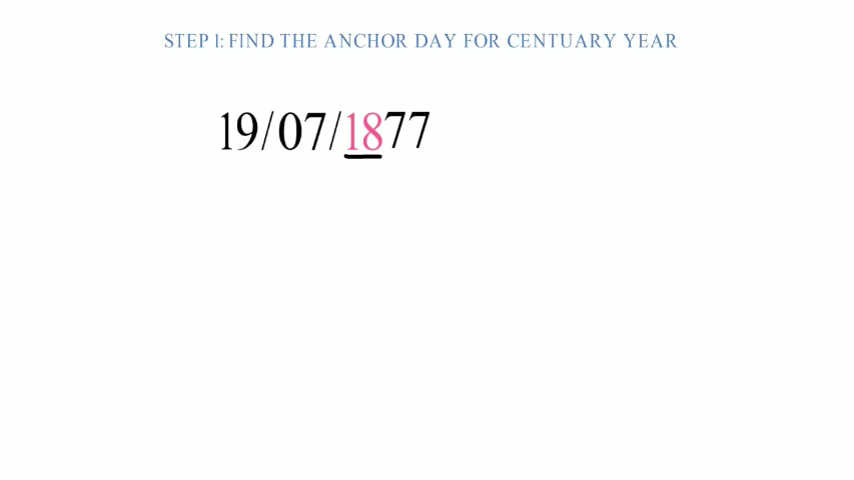 STEP 1: FIND THE ANCHOR DAY FOR CENTUARY YEAR
19/07/1877